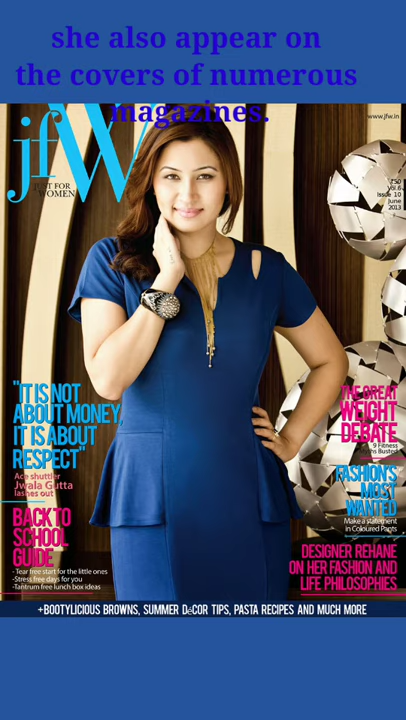 she also appear on
the covers of numerous
magazines.
www.jfw.in
jfW
JUST FOR
WOMEN
₹50
Vol.6
Issue 10
June
2013
"IT IS NOT
ABOUT MONEY,
IT IS ABOUT
RESPECT"
Ace shuttler
Jwala Gutta
lashes out
BACK TO
SCHOOL
GUIDE
- Tear free start for the little ones
-Stress free days for you
-Tantrum free lunch box ideas
THE GREAT
WEIGHT
DEBATE
9 Fitness
Myths Busted
FASHION'S
MOST
WANTED
Make a statement
in Coloured Pants
DESIGNER REHANE
ON HER FASHION AND
LIFE PHILOSOPHIES
+BOOTYLICIOUS BROWNS, SUMMER DéCOR TIPS, PASTA RECIPES AND MUCH MORE